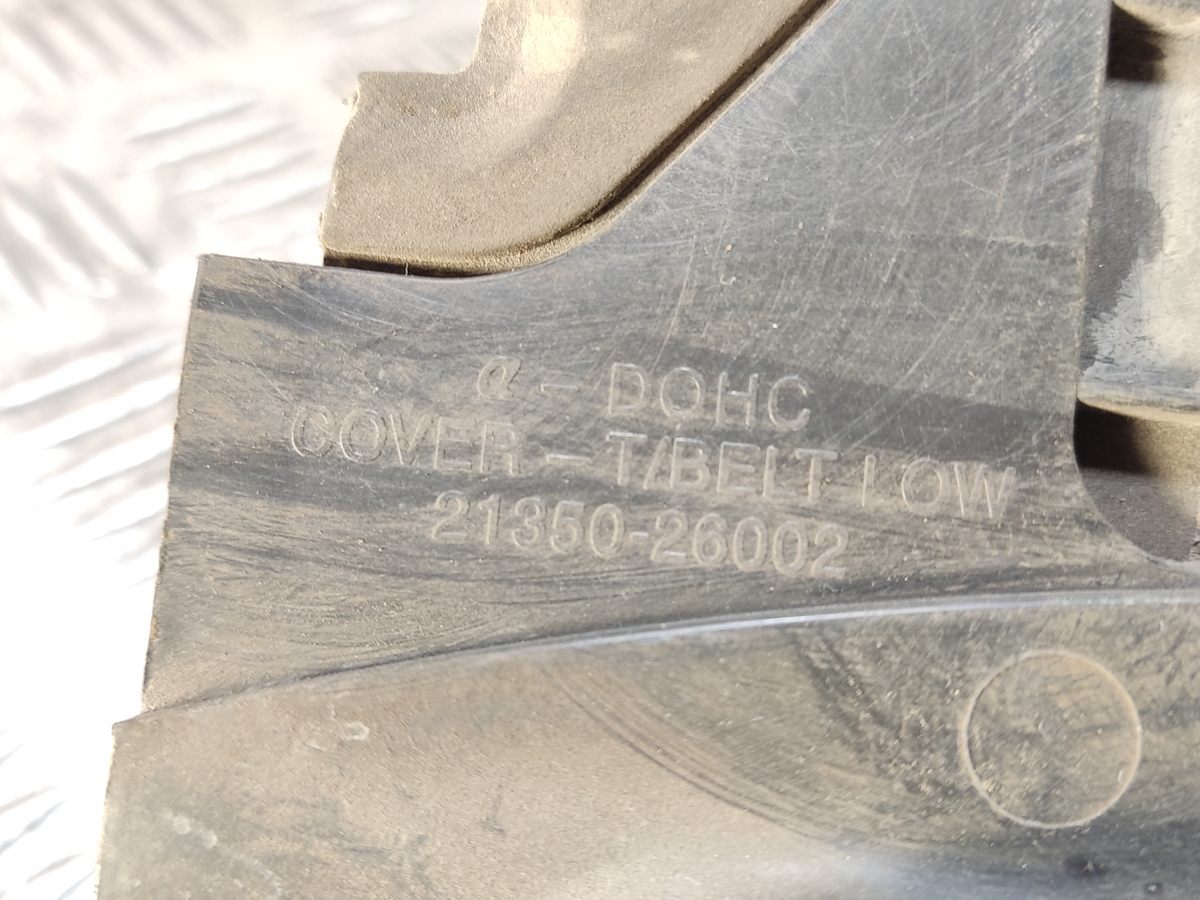 α - DOHC
COVER - T/BELT LOW
21350-26002